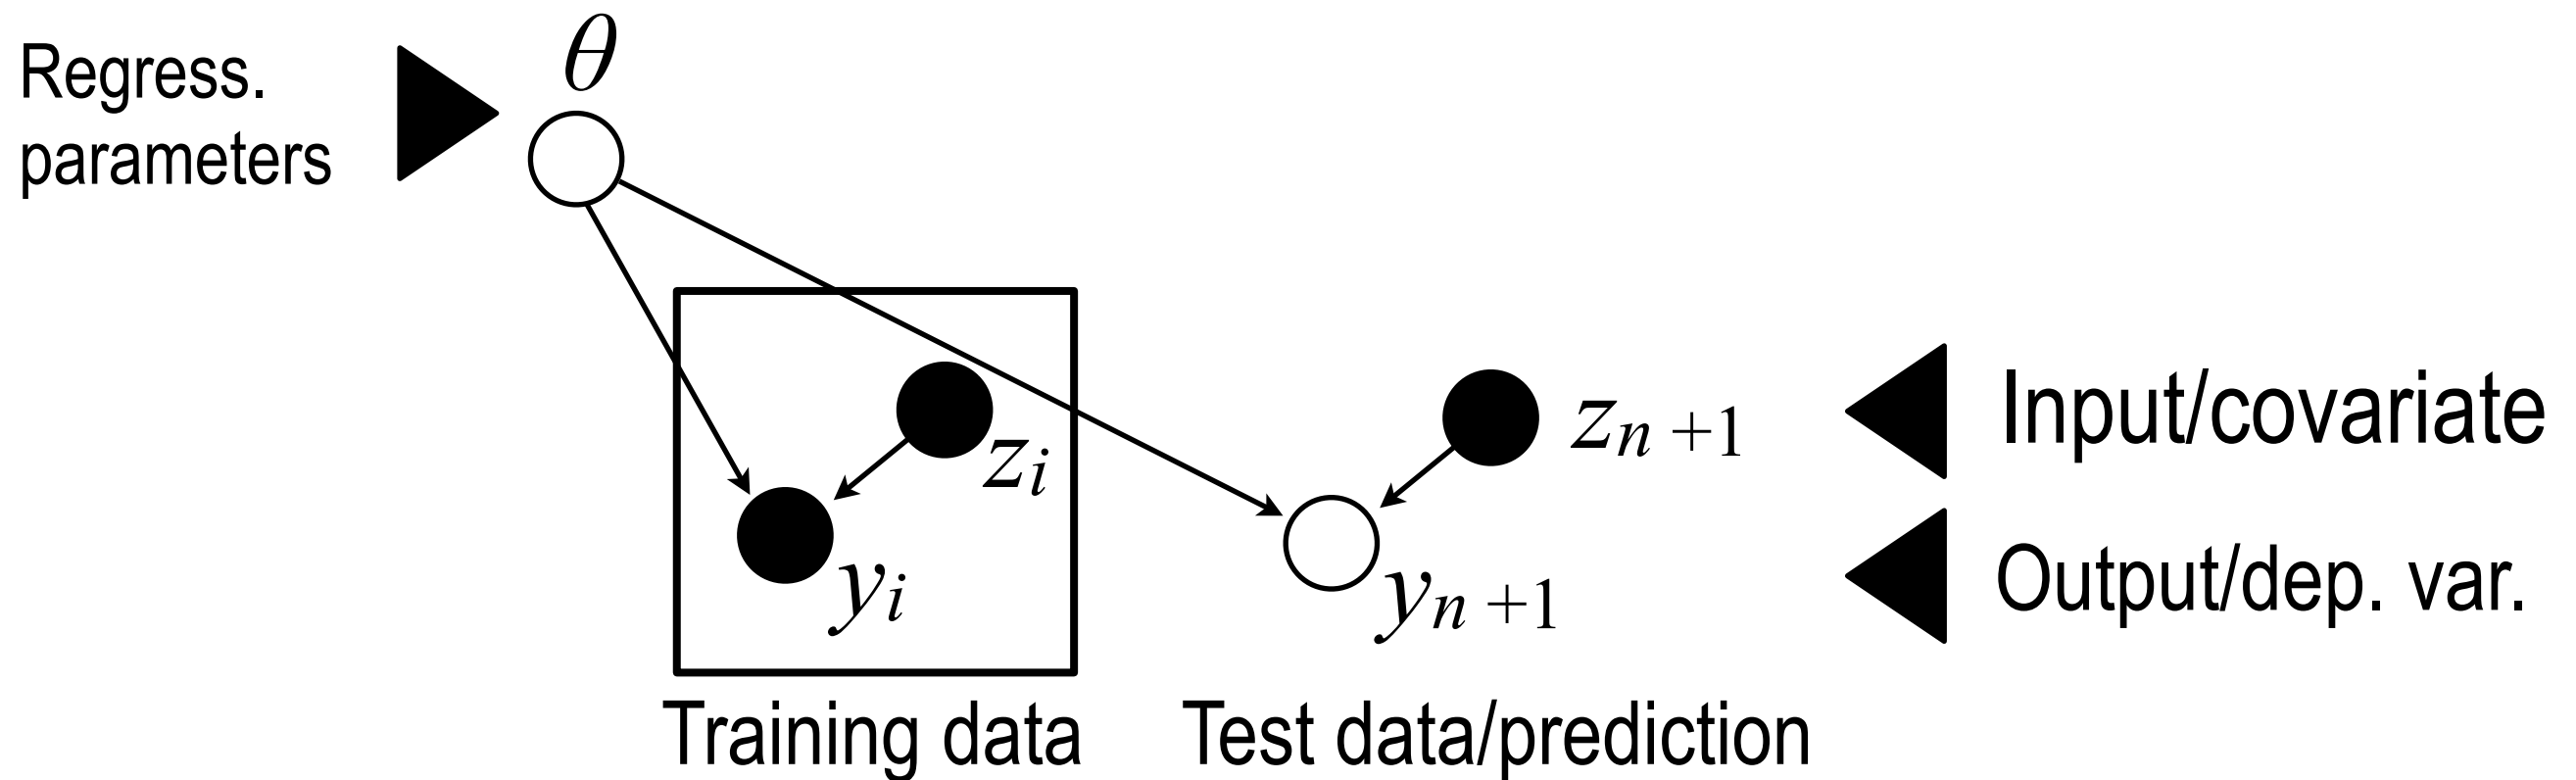 Regress.
parameters
θ
zᵢ
yᵢ
zₙ ₊₁
yₙ ₊₁
Input/covariate
Output/dep. var.
Training data
Test data/prediction